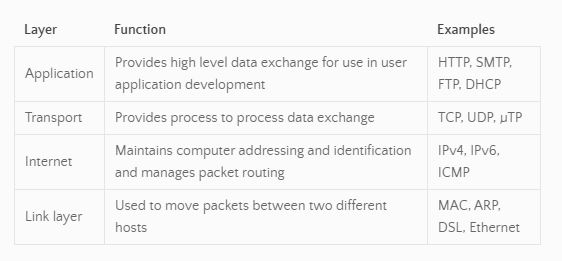 Layer Function Examples
Application Provides high level data exchange for use in user HTTP, SMTP,
application development FTP, DHCP
Transport Provides process to process data exchange TCP, UDP, µTP
Internet Maintains computer addressing and identification IPv4, IPv6,
and manages packet routing ICMP
Link layer Used to move packets between two different MAC, ARP,
hosts DSL, Ethernet